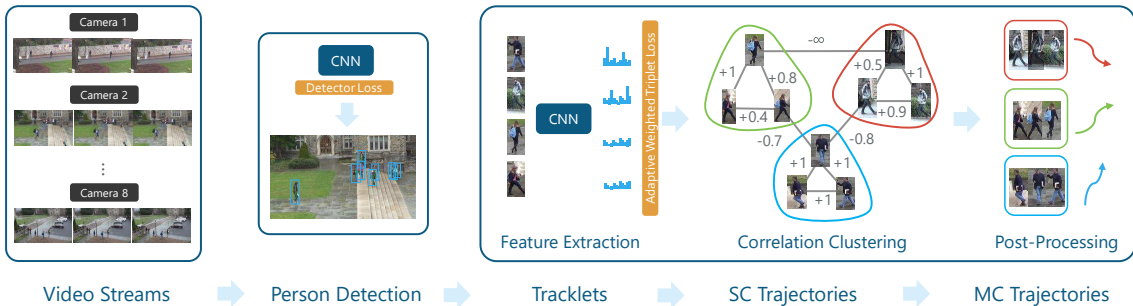 Camera 1
Camera 2
⋮
Camera 8
CNN
Detector Loss
CNN
Adaptive Weighted Triplet Loss
Feature Extraction
-∞
+1
+0.8
+0.4
+0.5
+1
+0.9
-0.7
-0.8
+1
+1
+1
Correlation Clustering
Post-Processing
Video Streams
Person Detection
Tracklets
SC Trajectories
MC Trajectories